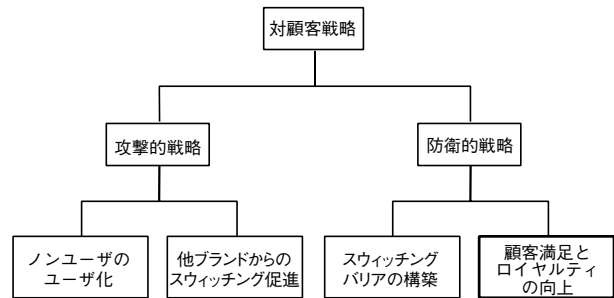 対顧客戦略
攻撃的戦略
防衛的戦略
ノンユーザの
ユーザ化
他ブランドからの
スウィッチング促進
スウィッチング
バリアの構築
顧客満足と
ロイヤルティ
の向上